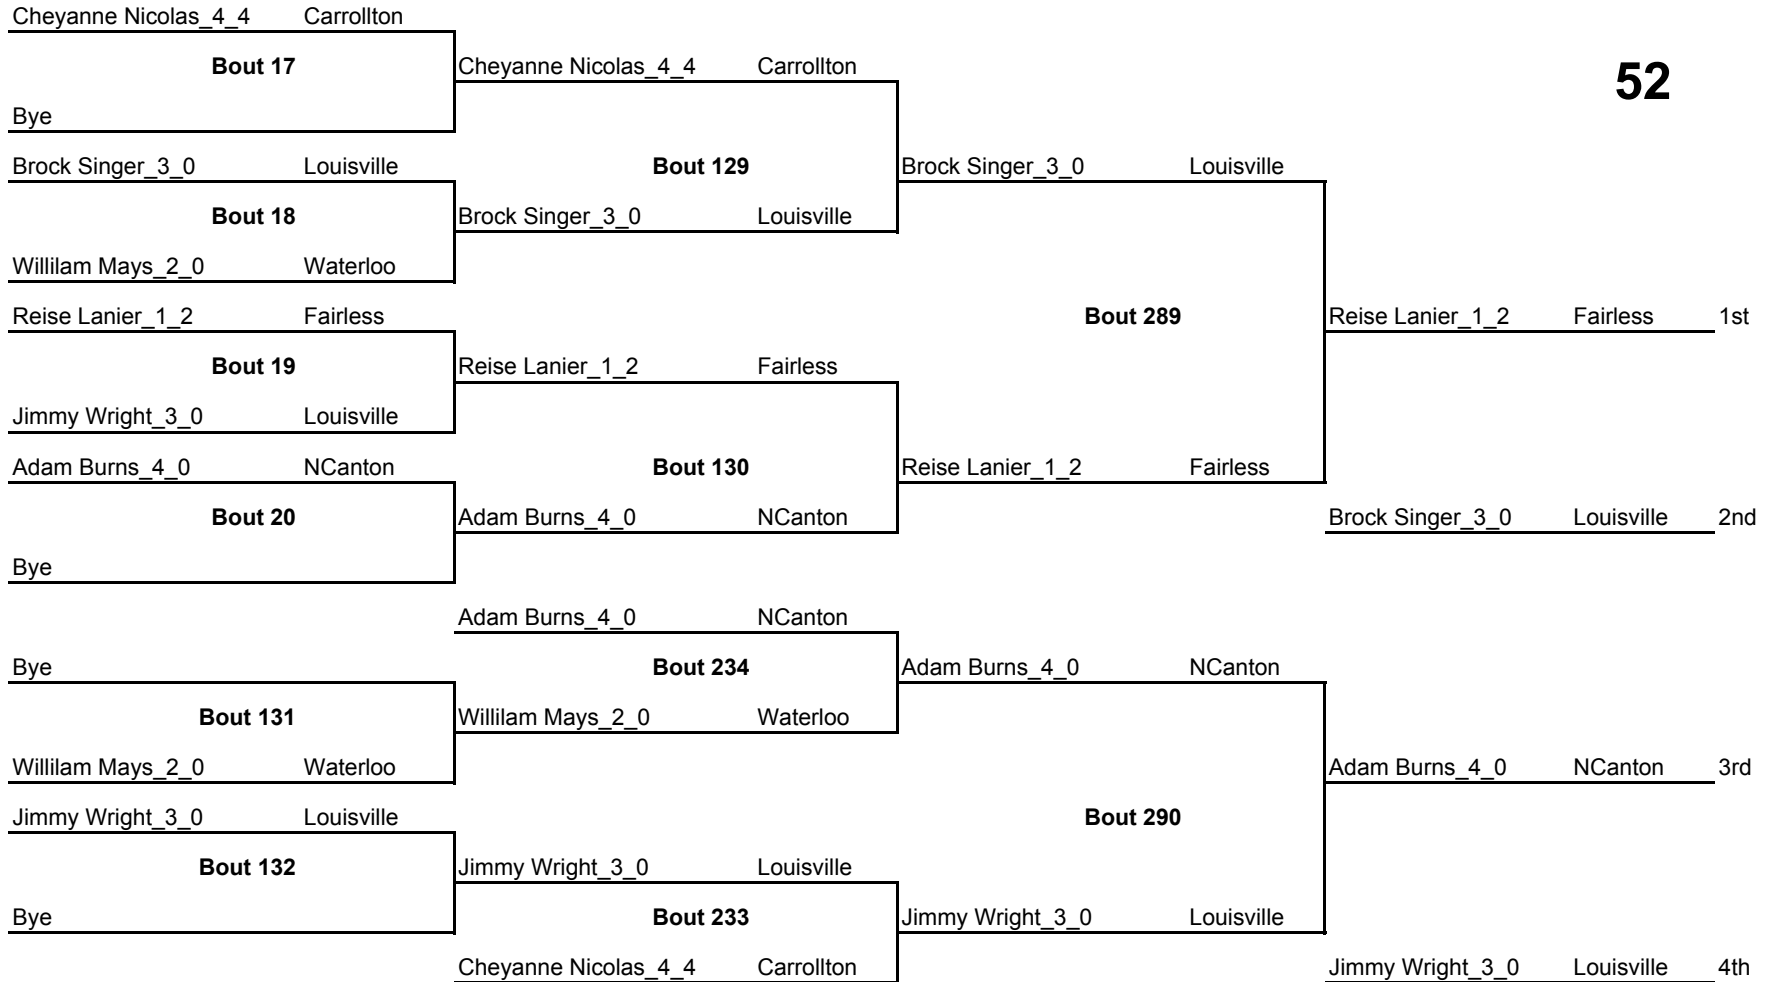 Cheyanne Nicolas_4_4 Carrollton
Bout 17 Cheyanne Nicolas_4_4 Carrollton 52
Bye
Brock Singer_3_0 Louisville Bout 129 Brock Singer_3_0 Louisville
Bout 18 Brock Singer_3_0 Louisville
Willilam Mays_2_0 Waterloo
Reise Lanier_1_2 Fairless Bout 289 Reise Lanier_1_2 Fairless 1st
Bout 19 Reise Lanier_1_2 Fairless
Jimmy Wright_3_0 Louisville
Adam Burns_4_0 NCanton Bout 130 Reise Lanier_1_2 Fairless
Bout 20 Adam Burns_4_0 NCanton Brock Singer_3_0 Louisville 2nd
Bye
Adam Burns_4_0 NCanton
Bye Bout 234 Adam Burns_4_0 NCanton
Bout 131 Willilam Mays_2_0 Waterloo
Willilam Mays_2_0 Waterloo Adam Burns_4_0 NCanton 3rd
Jimmy Wright_3_0 Louisville Bout 290
Bout 132 Jimmy Wright_3_0 Louisville
Bye Bout 233 Jimmy Wright_3_0 Louisville
Cheyanne Nicolas_4_4 Carrollton Jimmy Wright_3_0 Louisville 4th